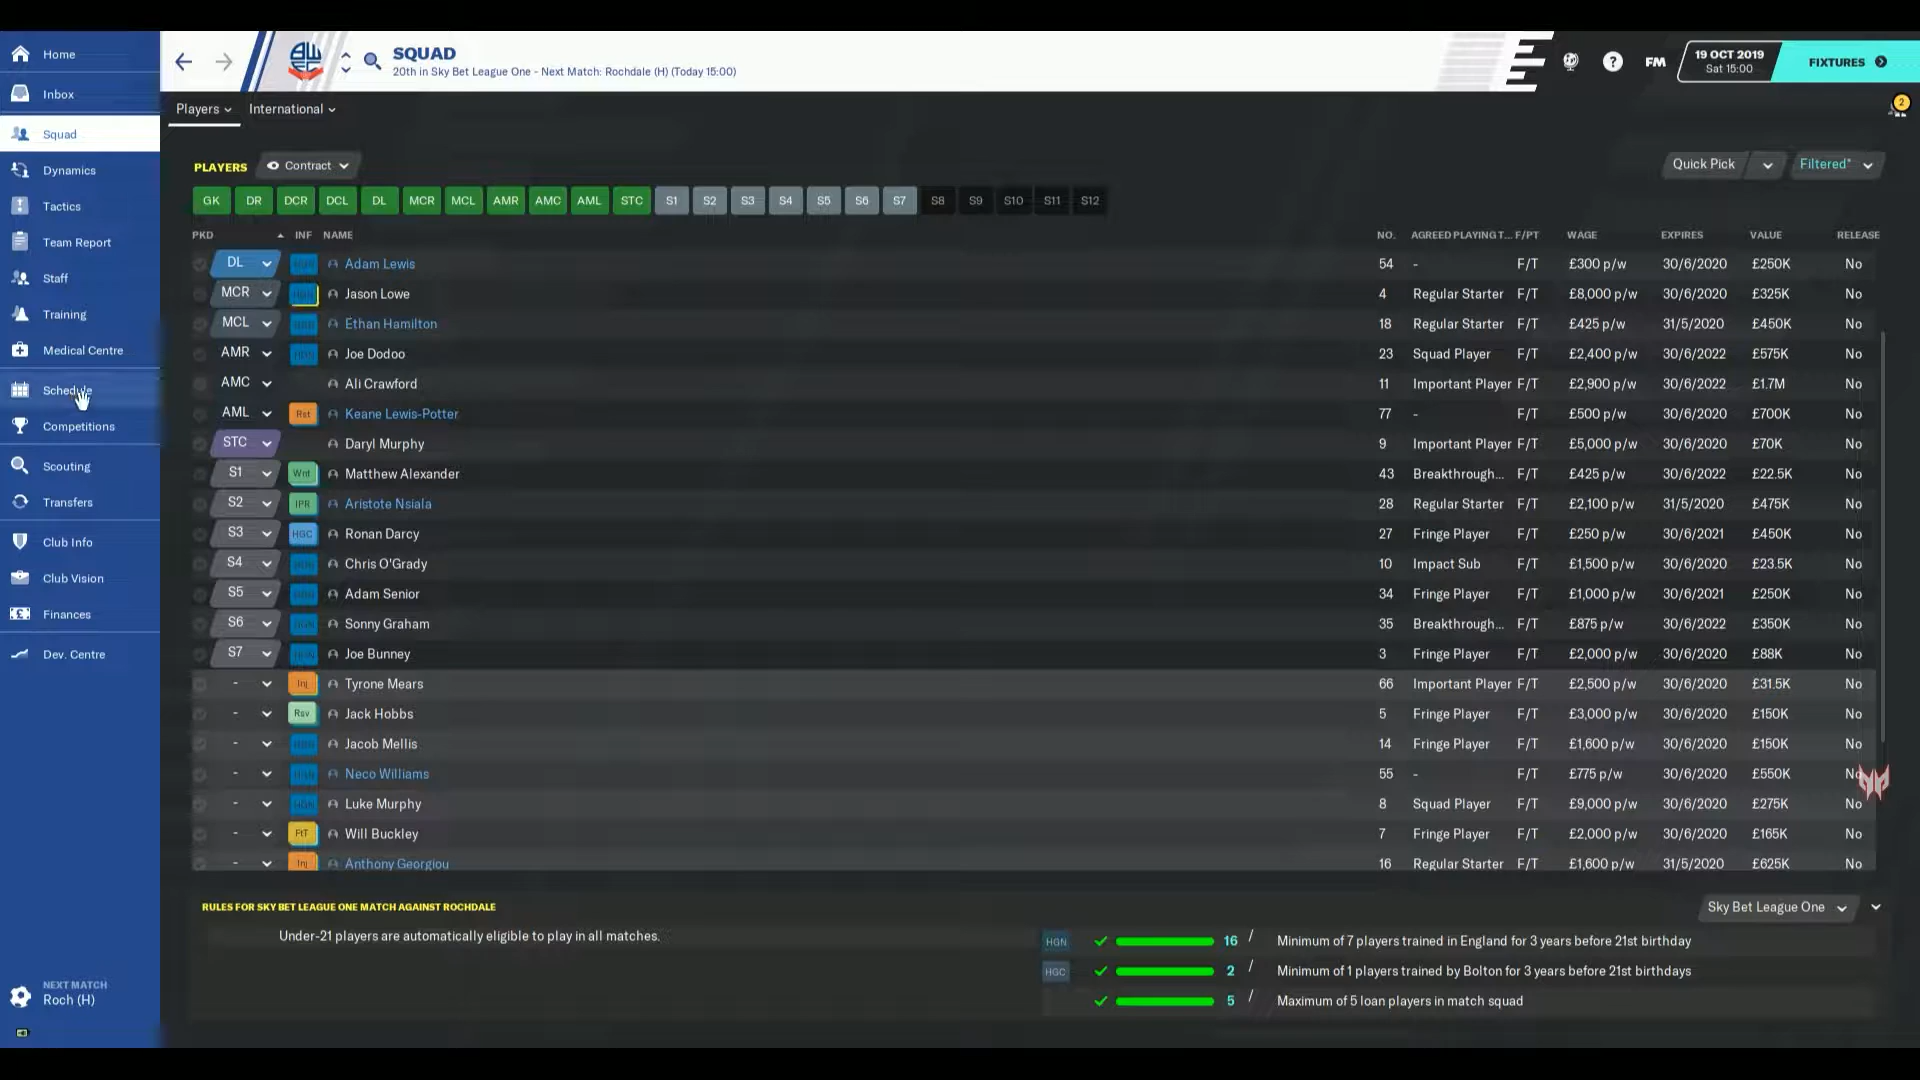 Home
Inbox
Squad
Dynamics
Tactics
Team Report
Staff
Training
Medical Centre
Schedule
Competitions
Scouting
Transfers
Club Info
Club Vision
Finances
Dev. Centre
NEXT MATCH
Roch (H)
SQUAD
20th in Sky Bet League One - Next Match: Rochdale (H) (Today 15:00)
? FM 19 OCT 2019 FIXTURES
Sat 15:00
2
Players International
PLAYERS Contract Quick Pick Filtered*
GK DR DCR DCL DL MCR MCL AMR AMC AML STC S1 S2 S3 S4 S5 S6 S7 S8 S9 S10 S11 S12
PKD INF NAME NO. AGREED PLAYING T... F/PT WAGE EXPIRES VALUE RELEASE
DL Adam Lewis 54 - F/T £300 p/w 30/6/2020 £250K No
MCR Jason Lowe 4 Regular Starter F/T £8,000 p/w 30/6/2020 £325K No
MCL Ethan Hamilton 18 Regular Starter F/T £425 p/w 31/5/2020 £450K No
AMR Joe Dodoo 23 Squad Player F/T £2,400 p/w 30/6/2022 £575K No
AMC Ali Crawford 11 Important Player F/T £2,900 p/w 30/6/2022 £1.7M No
AML Rst Keane Lewis-Potter 77 - F/T £500 p/w 30/6/2020 £700K No
STC Daryl Murphy 9 Important Player F/T £5,000 p/w 30/6/2020 £70K No
S1 Wnt Matthew Alexander 43 Breakthrough... F/T £425 p/w 30/6/2022 £22.5K No
S2 IPR Aristote Nsiala 28 Regular Starter F/T £2,100 p/w 31/5/2020 £475K No
S3 HGC Ronan Darcy 27 Fringe Player F/T £250 p/w 30/6/2021 £450K No
S4 Chris O'Grady 10 Impact Sub F/T £1,500 p/w 30/6/2020 £23.5K No
S5 Adam Senior 34 Fringe Player F/T £1,000 p/w 30/6/2021 £250K No
S6 Sonny Graham 35 Breakthrough... F/T £875 p/w 30/6/2022 £350K No
S7 Joe Bunney 3 Fringe Player F/T £2,000 p/w 30/6/2020 £88K No
- Inj Tyrone Mears 66 Important Player F/T £2,500 p/w 30/6/2020 £31.5K No
- Rsv Jack Hobbs 5 Fringe Player F/T £3,000 p/w 30/6/2020 £150K No
- Jacob Mellis 14 Fringe Player F/T £1,600 p/w 30/6/2020 £150K No
- Neco Williams 55 - F/T £775 p/w 30/6/2020 £550K No
- HGN Luke Murphy 8 Squad Player F/T £9,000 p/w 30/6/2020 £275K No
- FtT Will Buckley 7 Fringe Player F/T £2,000 p/w 30/6/2020 £165K No
- Inj Anthony Georgiou 16 Regular Starter F/T £1,600 p/w 31/5/2020 £625K No
RULES FOR SKY BET LEAGUE ONE MATCH AGAINST ROCHDALE Sky Bet League One
Under-21 players are automatically eligible to play in all matches.
HGN 16 / Minimum of 7 players trained in England for 3 years before 21st birthday
HGC 2 / Minimum of 1 players trained by Bolton for 3 years before 21st birthdays
5 / Maximum of 5 loan players in match squad